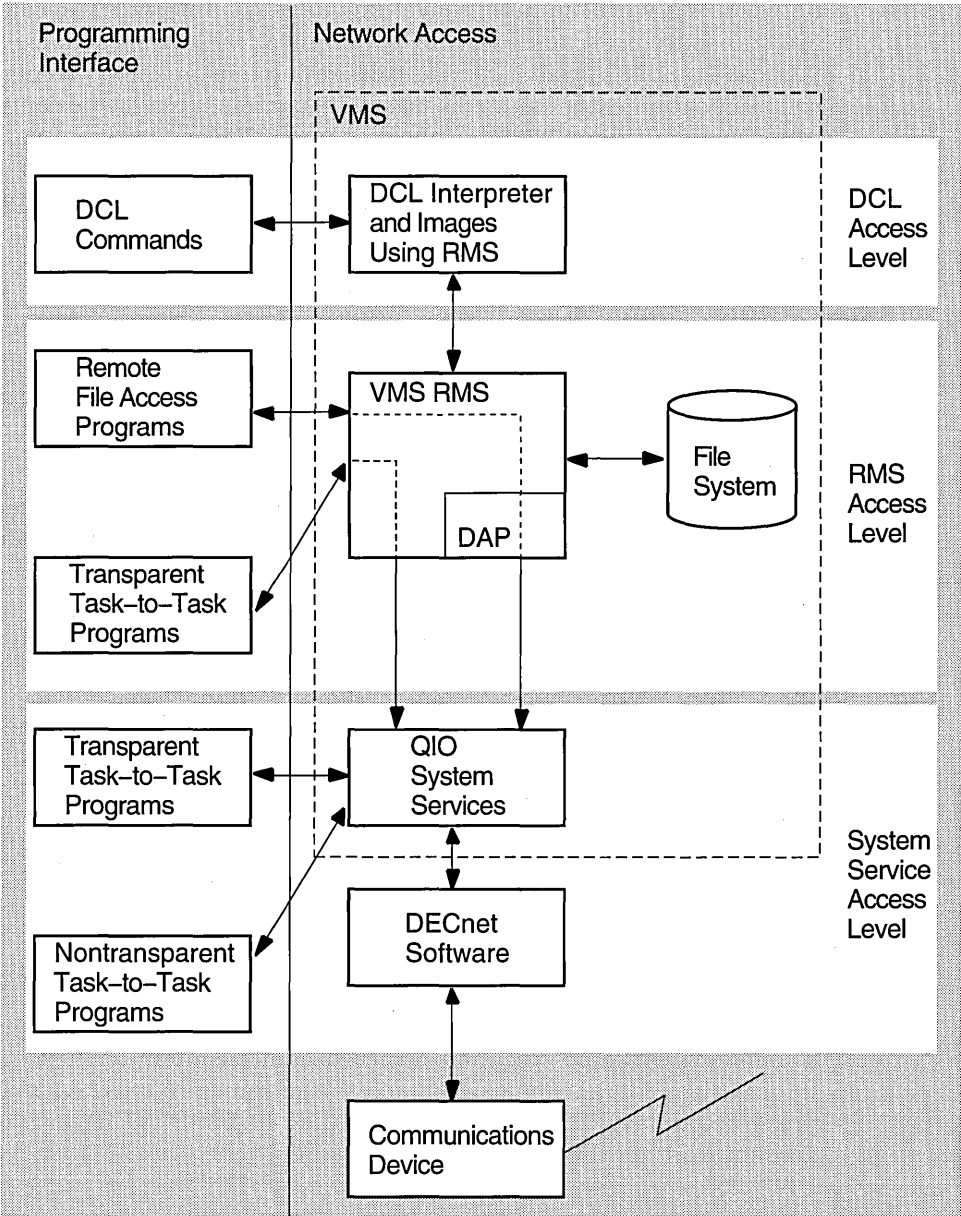 Programming
Interface
Network Access
VMS
DCL
Commands
DCL Interpreter
and Images
Using RMS
DCL
Access
Level
Remote
File Access
Programs
VMS RMS
DAP
File
System
RMS
Access
Level
Transparent
Task–to–Task
Programs
Transparent
Task–to–Task
Programs
QIO
System
Services
System
Service
Access
Level
DECnet
Software
Nontransparent
Task–to–Task
Programs
Communications
Device